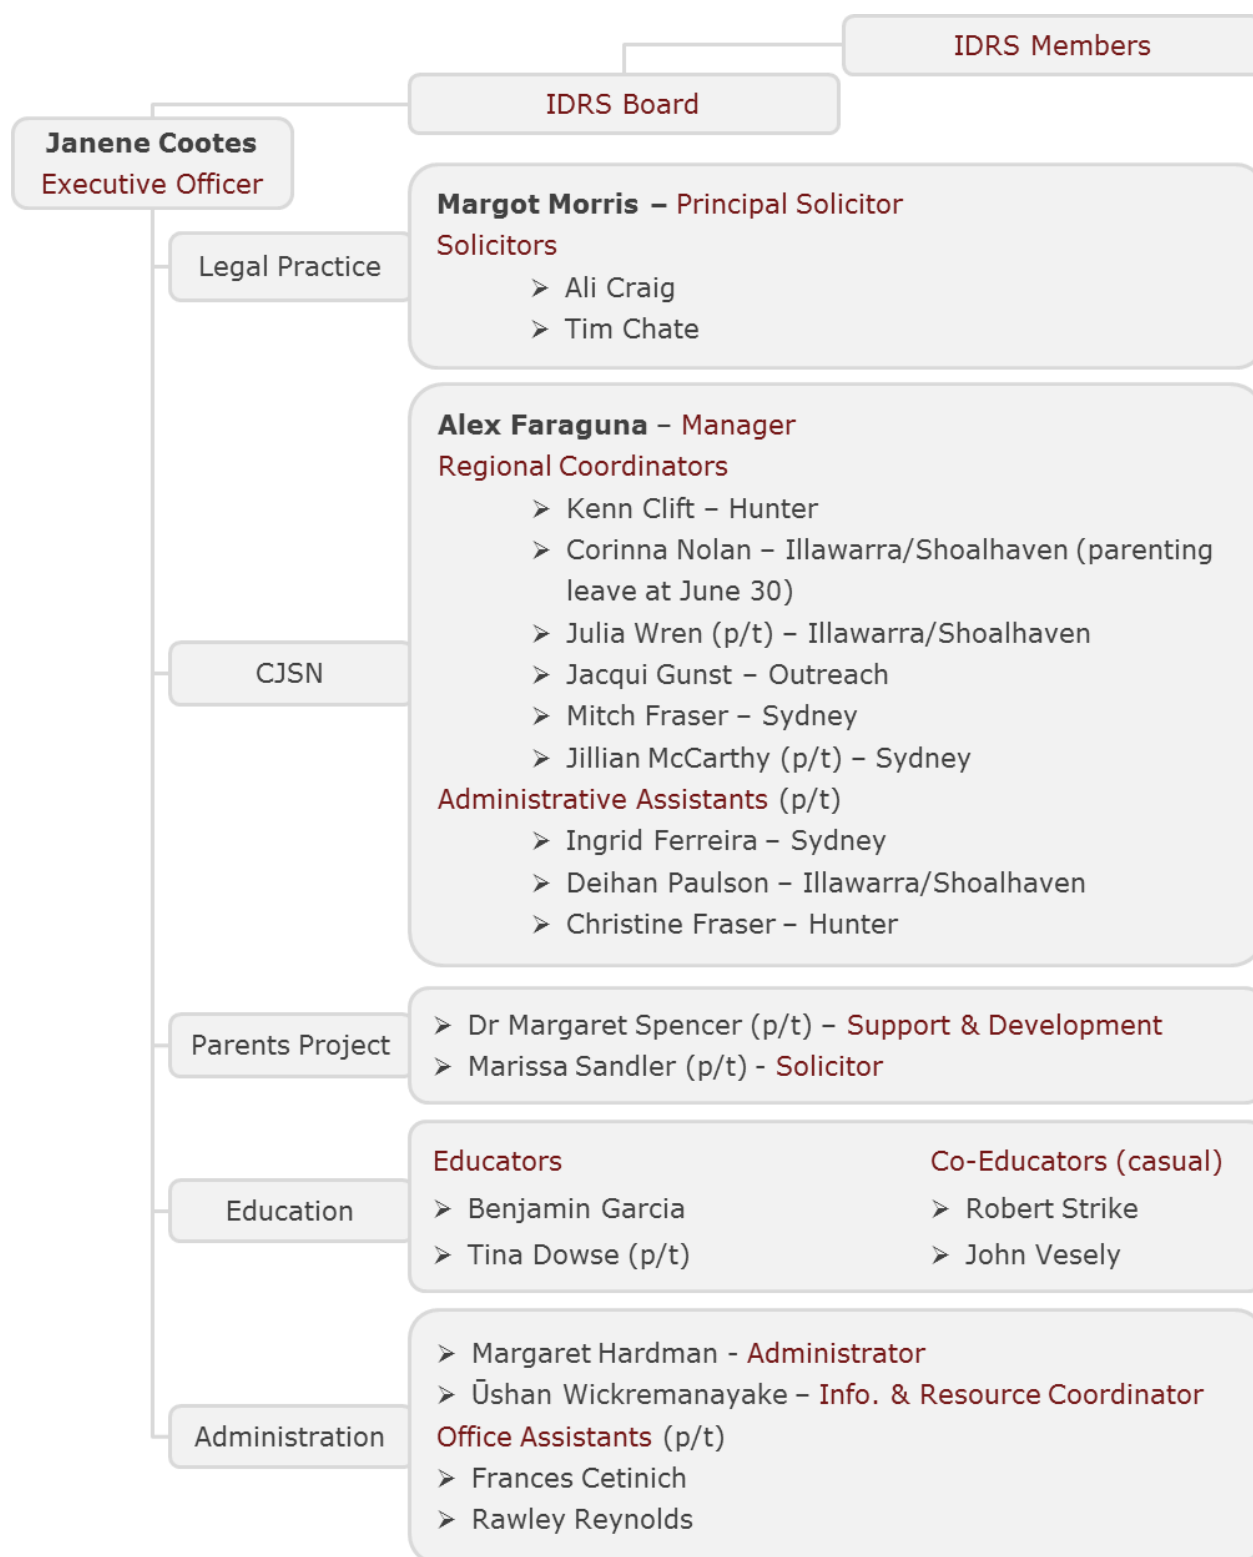 IDRS Members
IDRS Board
Janene Cootes
Executive Officer
Legal Practice
Margot Morris – Principal Solicitor
Solicitors
➢ Ali Craig
➢ Tim Chate
CJSN
Alex Faraguna – Manager
Regional Coordinators
➢ Kenn Clift – Hunter
➢ Corinna Nolan – Illawarra/Shoalhaven (parenting
leave at June 30)
➢ Julia Wren (p/t) – Illawarra/Shoalhaven
➢ Jacqui Gunst – Outreach
➢ Mitch Fraser – Sydney
➢ Jillian McCarthy (p/t) – Sydney
Administrative Assistants (p/t)
➢ Ingrid Ferreira – Sydney
➢ Deihan Paulson – Illawarra/Shoalhaven
➢ Christine Fraser – Hunter
Parents Project
➢ Dr Margaret Spencer (p/t) – Support & Development
➢ Marissa Sandler (p/t) - Solicitor
Education
Educators
➢ Benjamin Garcia
➢ Tina Dowse (p/t)
Co-Educators (casual)
➢ Robert Strike
➢ John Vesely
Administration
➢ Margaret Hardman - Administrator
➢ Ūshan Wickremanayake – Info. & Resource Coordinator
Office Assistants (p/t)
➢ Frances Cetinich
➢ Rawley Reynolds